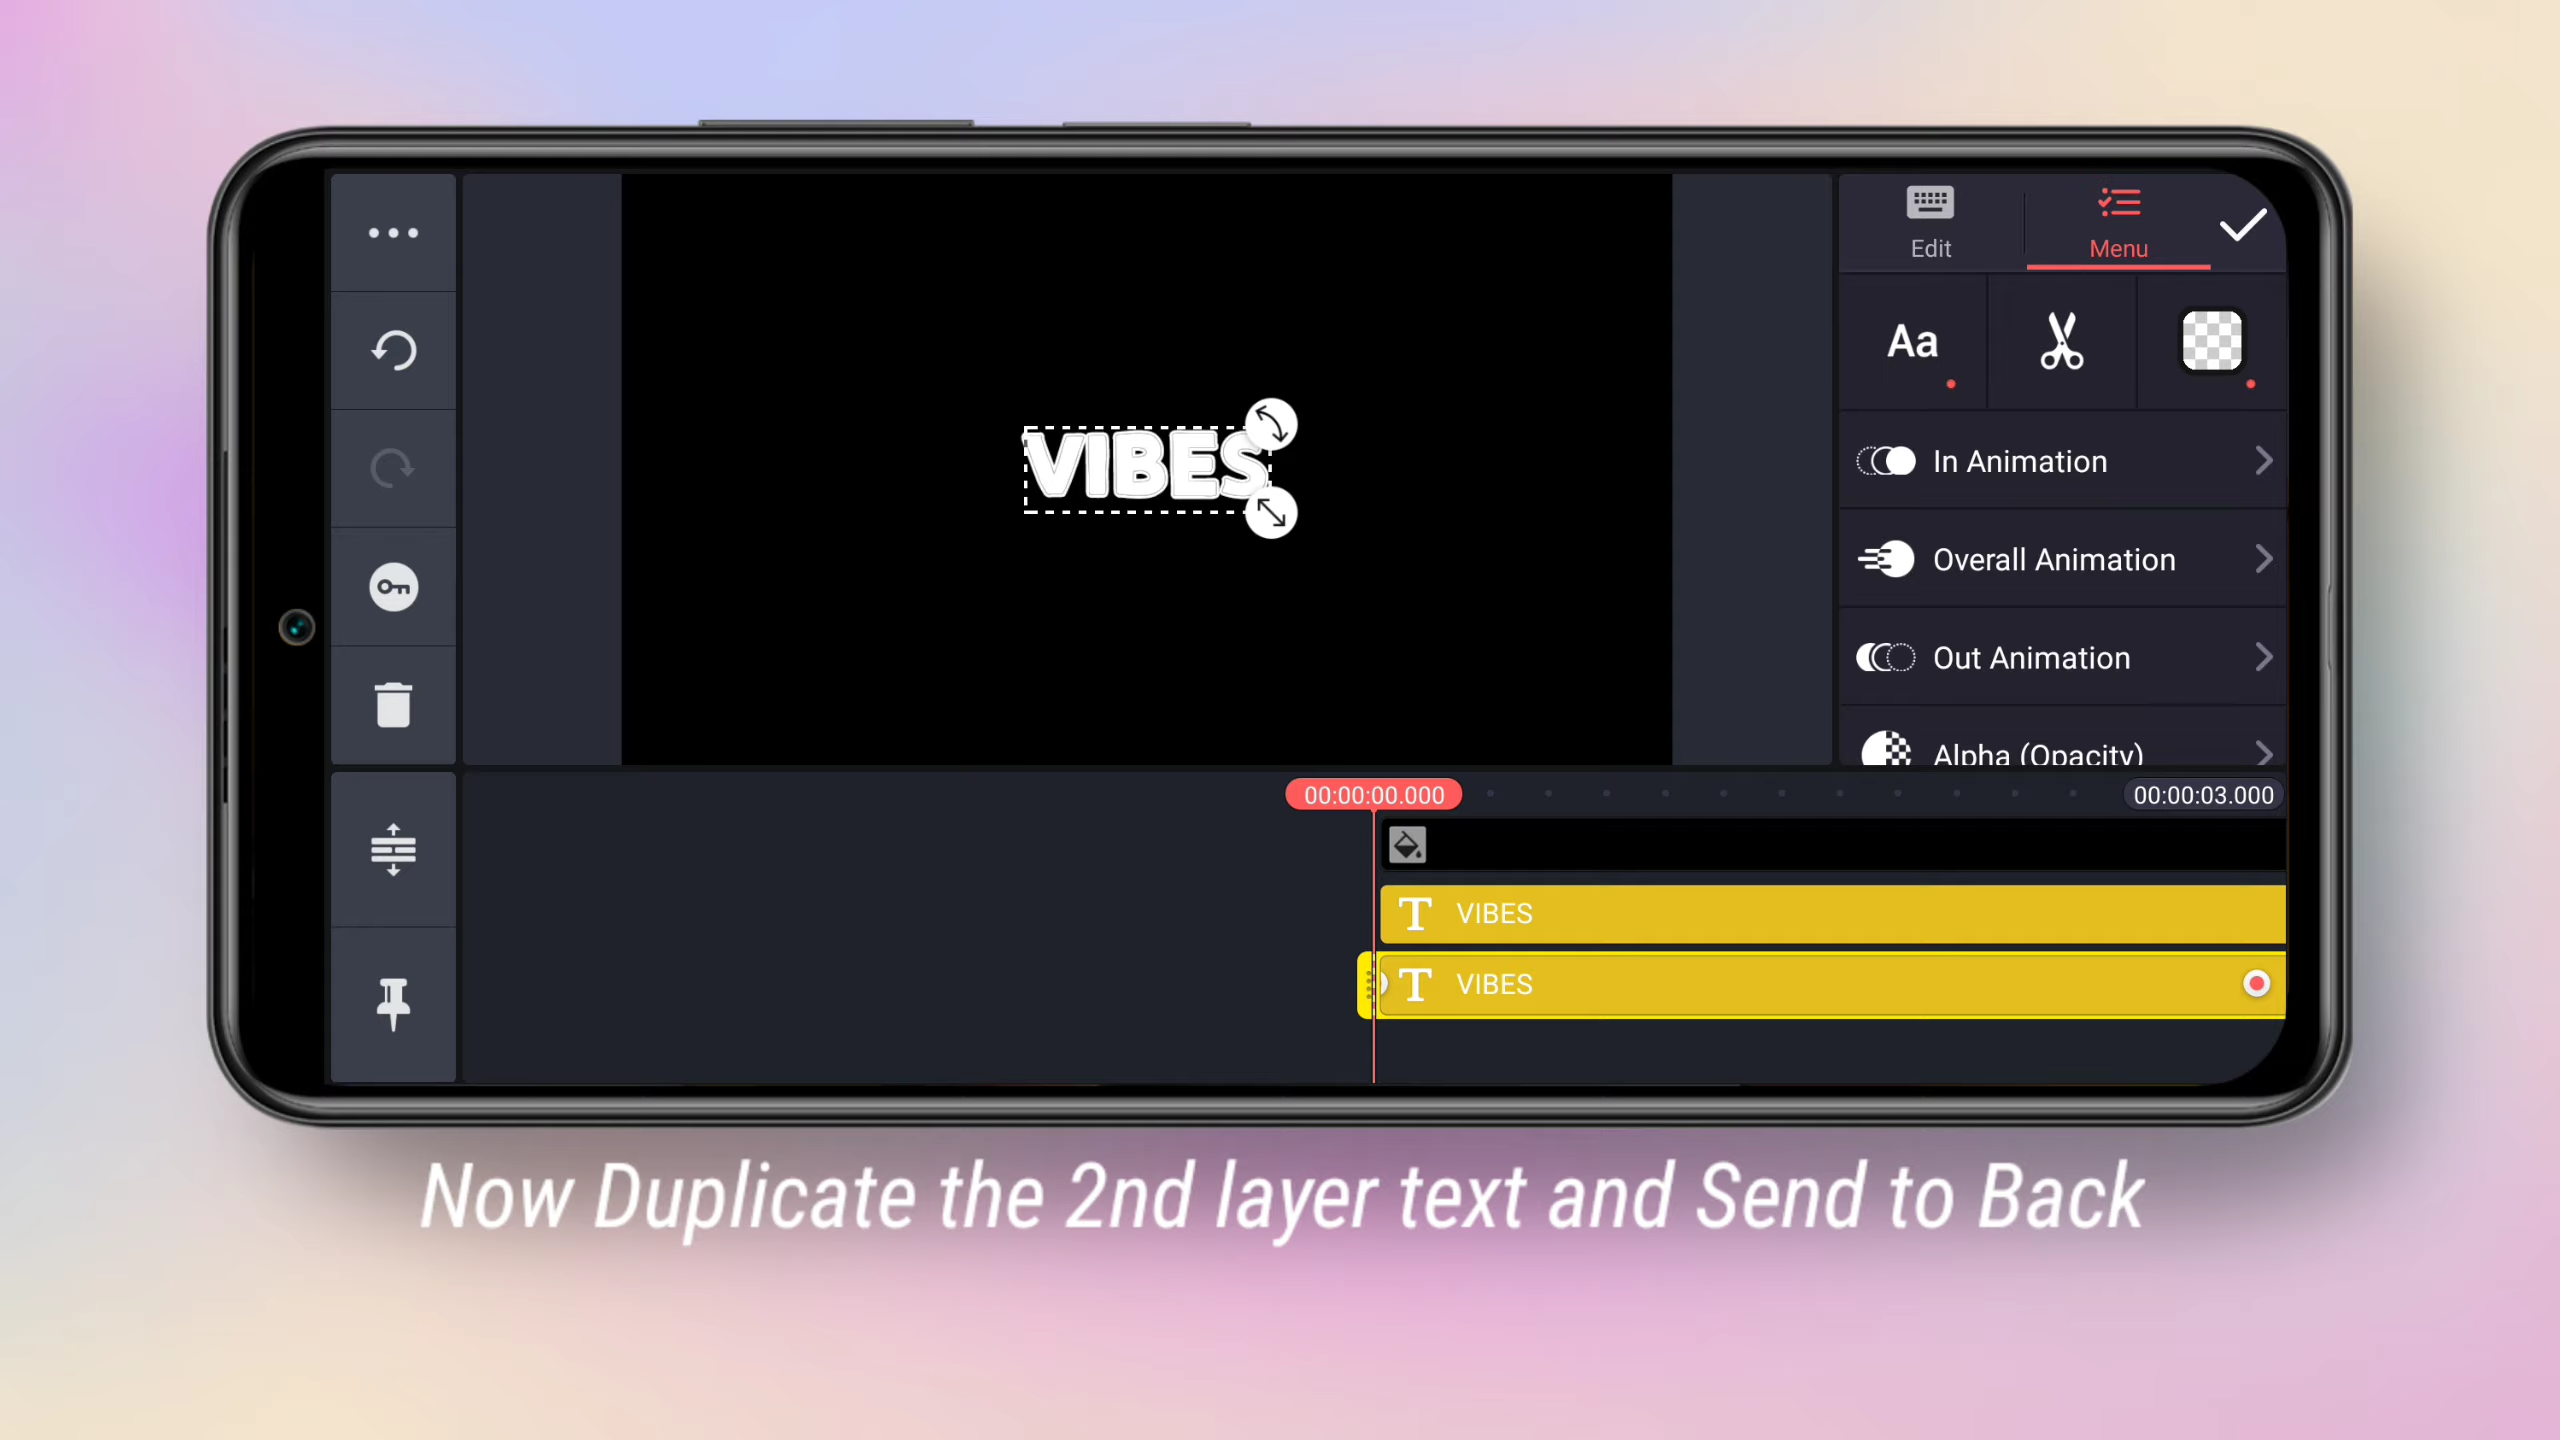 Edit
Menu
Aa
VIBES
In Animation
Overall Animation
Out Animation
Alpha (Opacity)
00:00:00.000
00:00:03.000
T VIBES
T VIBES
Now Duplicate the 2nd layer text and Send to Back